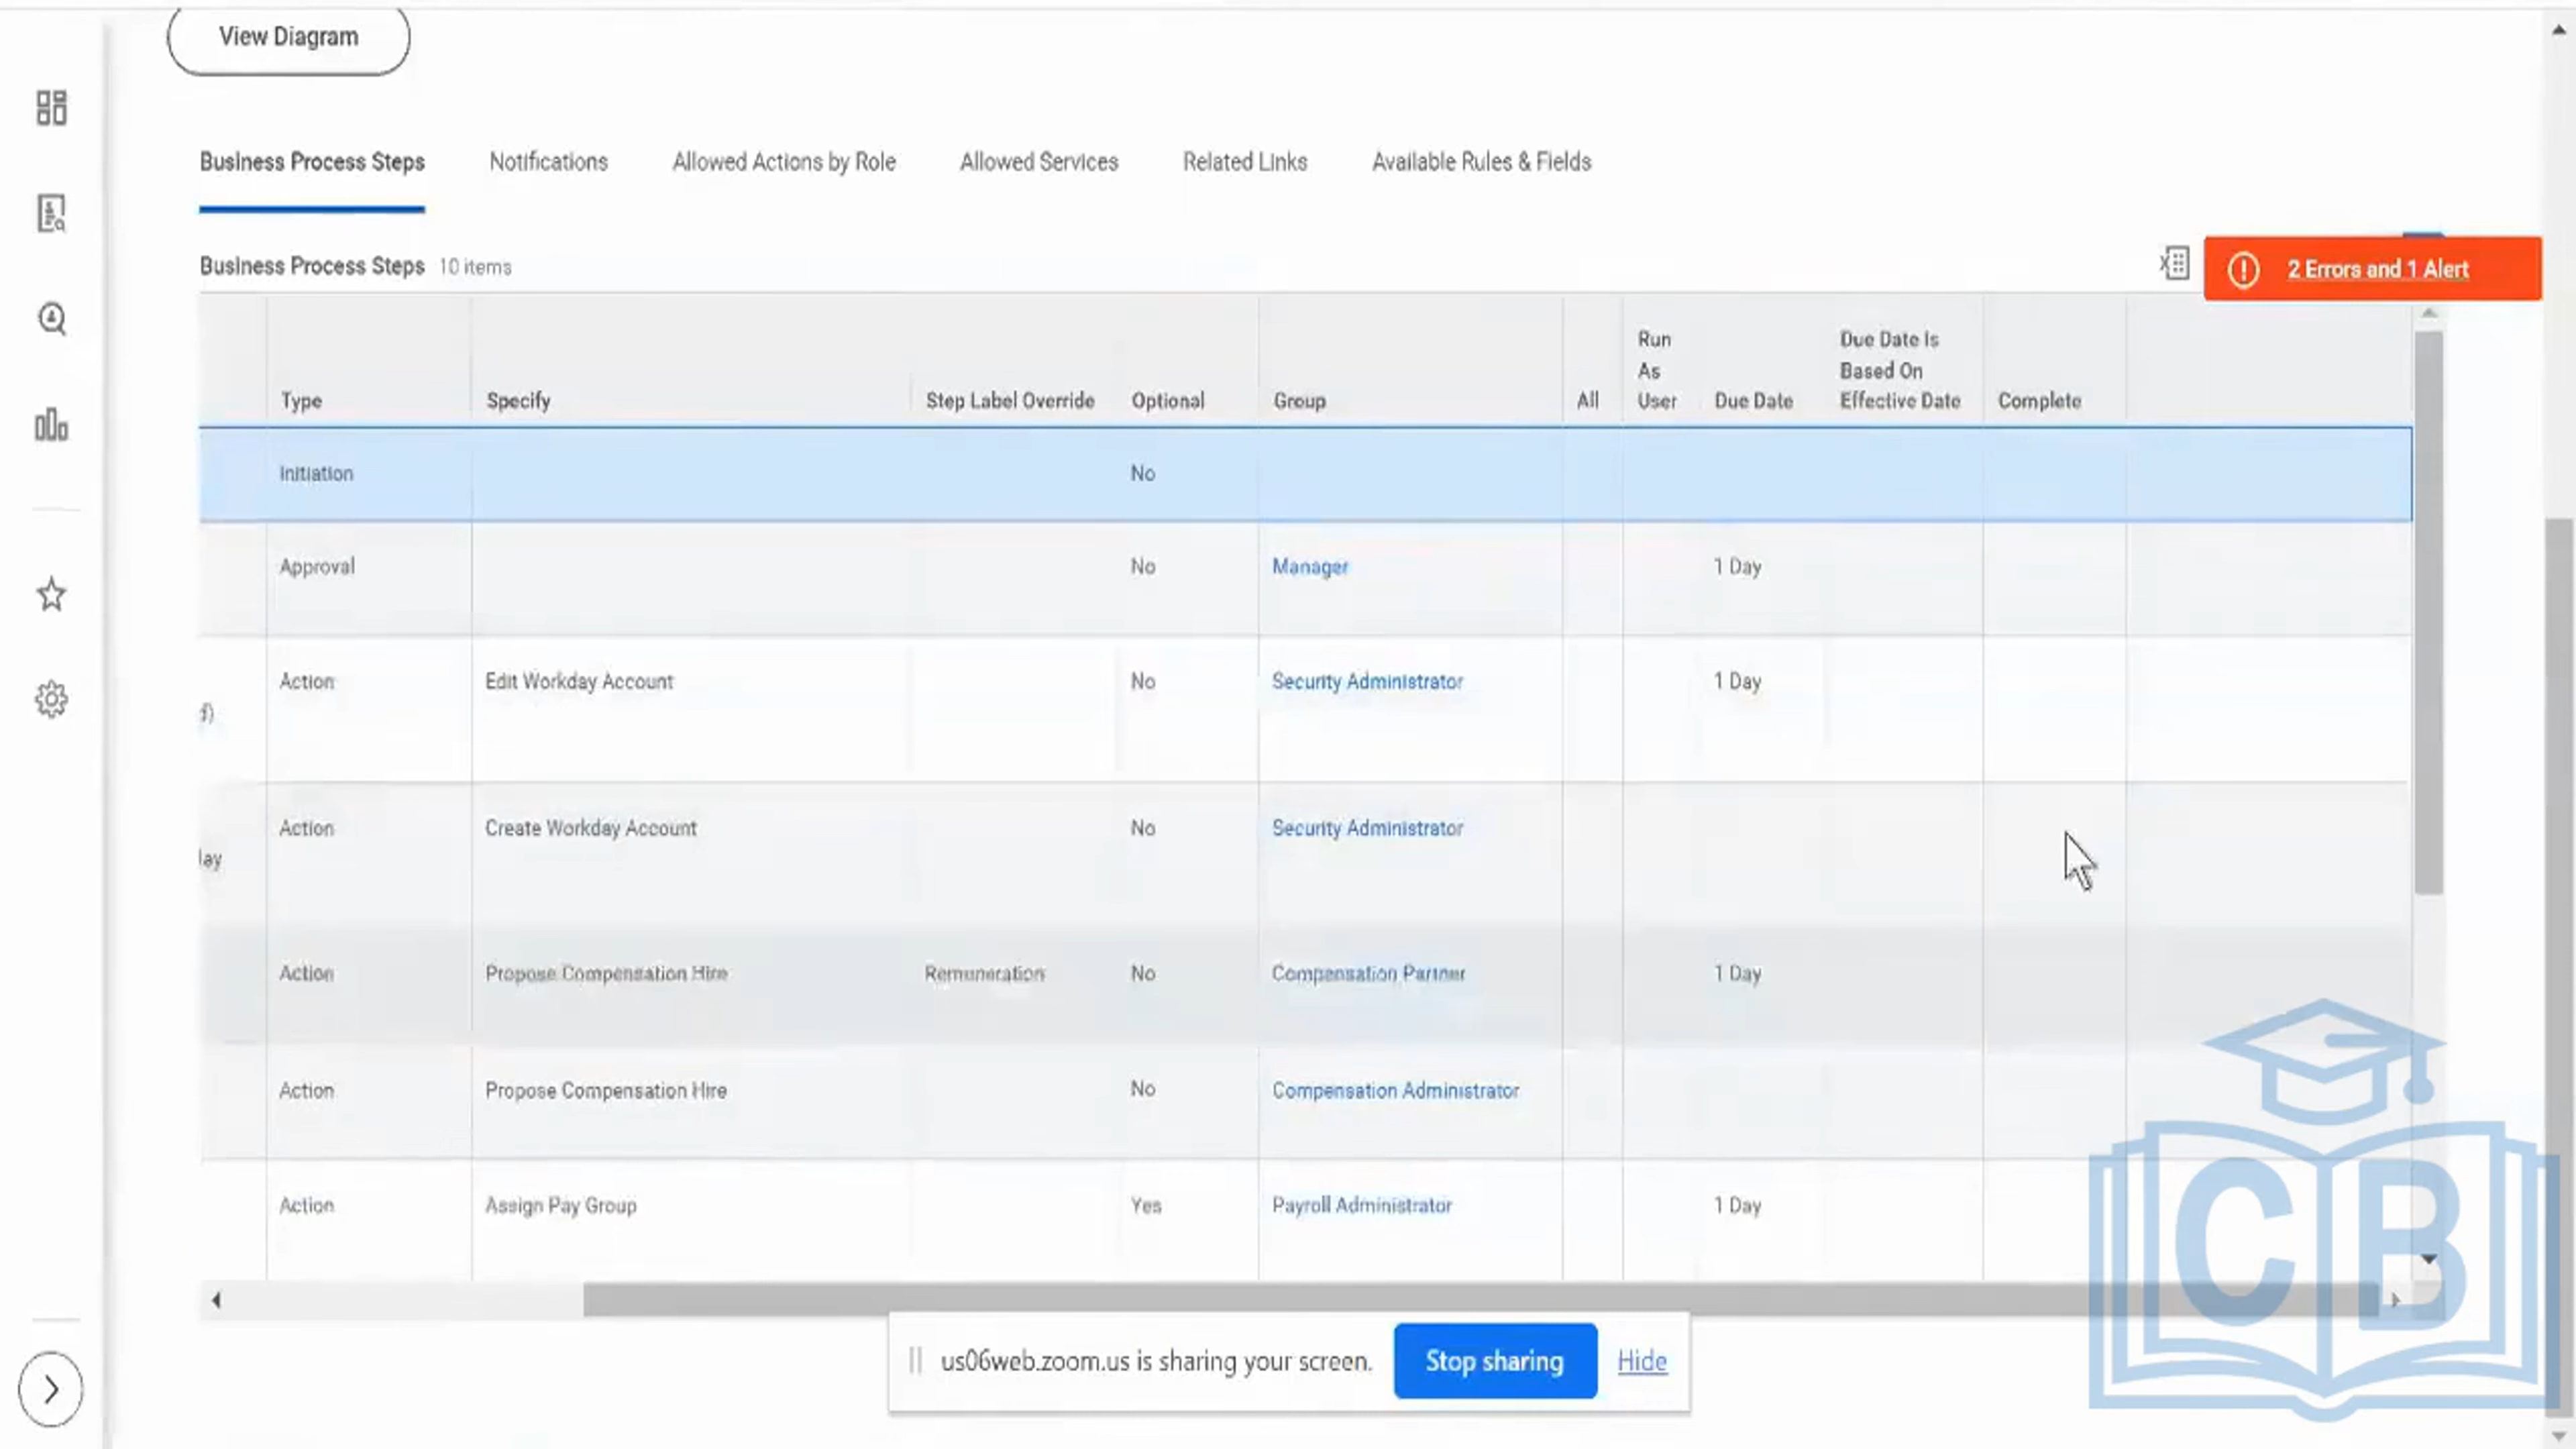 View Diagram
Business Process Steps Notifications Allowed Actions by Role Allowed Services Related Links Available Rules & Fields
Business Process Steps 10 items
2 Errors and 1 Alert
Type Specify Step Label Override Optional Group All Run As User Due Date Due Date Is Based On Effective Date Complete
Initiation No
Approval No Manager 1 Day
Action Edit Workday Account No Security Administrator 1 Day
d)
Action Create Workday Account No Security Administrator
lay
Action Propose Compensation Hire Remuneration No Compensation Partner 1 Day
Action Propose Compensation Hire No Compensation Administrator
Action Assign Pay Group Yes Payroll Administrator 1 Day
us06web.zoom.us is sharing your screen. Stop sharing Hide
CB